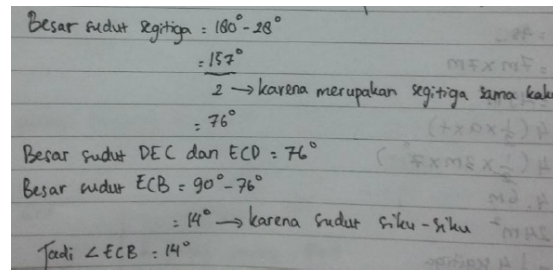 Besar sudut segitiga = 180° - 28°
= 157°
2 → karena merupakan segitiga sama kaki
= 76°
Besar sudut DEC dan ECD = 76°
Besar sudut ECB = 90° - 76°
= 14° → karena sudut siku-siku
Jadi ∠ECB = 14°